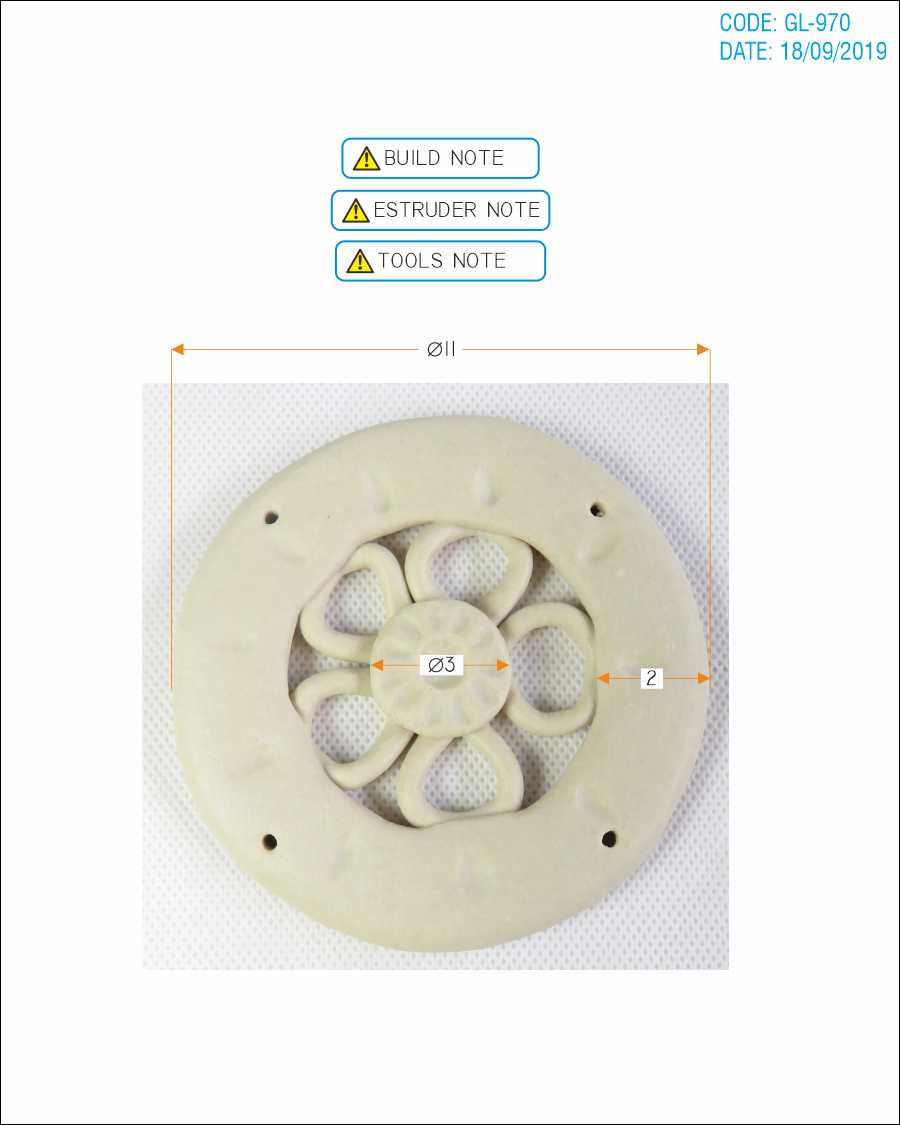 CODE: GL-970
DATE: 18/09/2019
BUILD NOTE
ESTRUDER NOTE
TOOLS NOTE
Ø11
Ø3
2